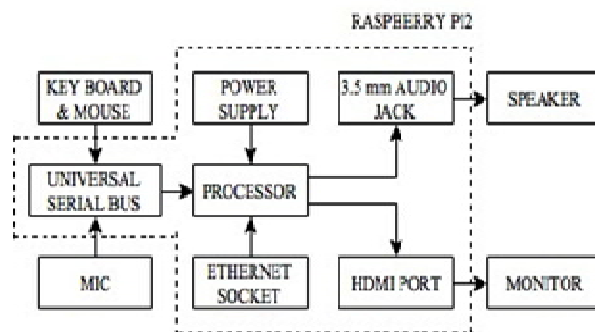 RASPBERRY PI2
KEY BOARD
& MOUSE
POWER
SUPPLY
3.5 mm AUDIO
JACK
SPEAKER
UNIVERSAL
SERIAL BUS
PROCESSOR
MIC
ETHERNET
SOCKET
HDMI PORT
MONITOR